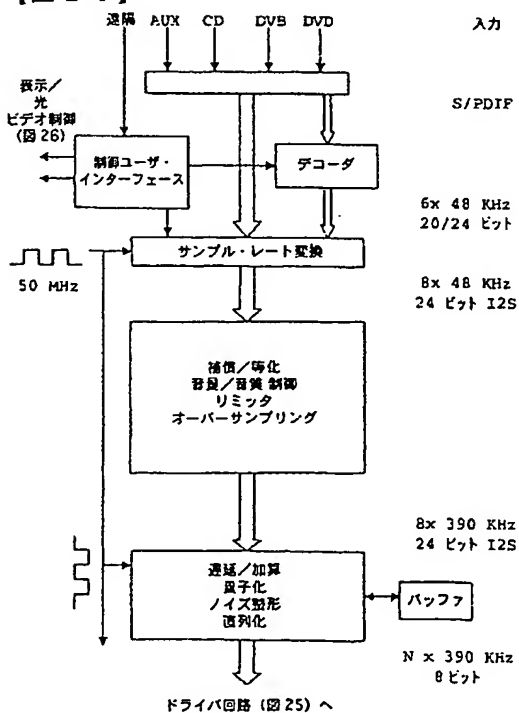 遠隔 AUX CD DVB DVD 入力
S/PDIF
表示/
光
ビデオ制御
(図26)
制御ユーザ・
インターフェース
デコーダ
6x 48 KHz
20/24 ビット
サンプル・レート変換
50 MHz
8x 48 KHz
24 ビット I2S
補償/等化
音量/音質 制御
リミッタ
オーバーサンプリング
8x 390 KHz
24 ビット I2S
遅延/加算
量子化
ノイズ整形
直列化
バッファ
N x 390 KHz
8 ビット
ドライバ回路 (図25) へ